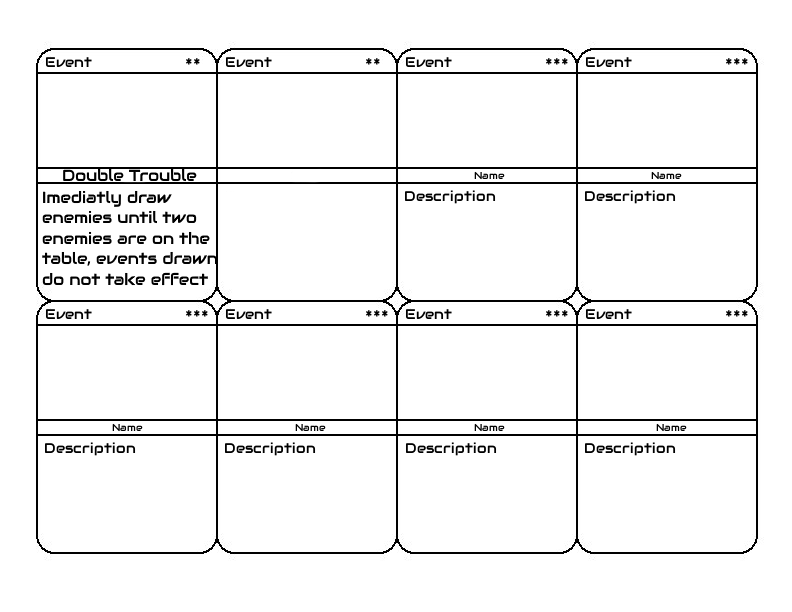 Event **
Event **
Event ***
Event ***
Double Trouble
Name
Name
Imediatly draw
enemies until two
enemies are on the
table, events drawn
do not take effect
Description
Description
Event ***
Event ***
Event ***
Event ***
Name
Name
Name
Name
Description
Description
Description
Description